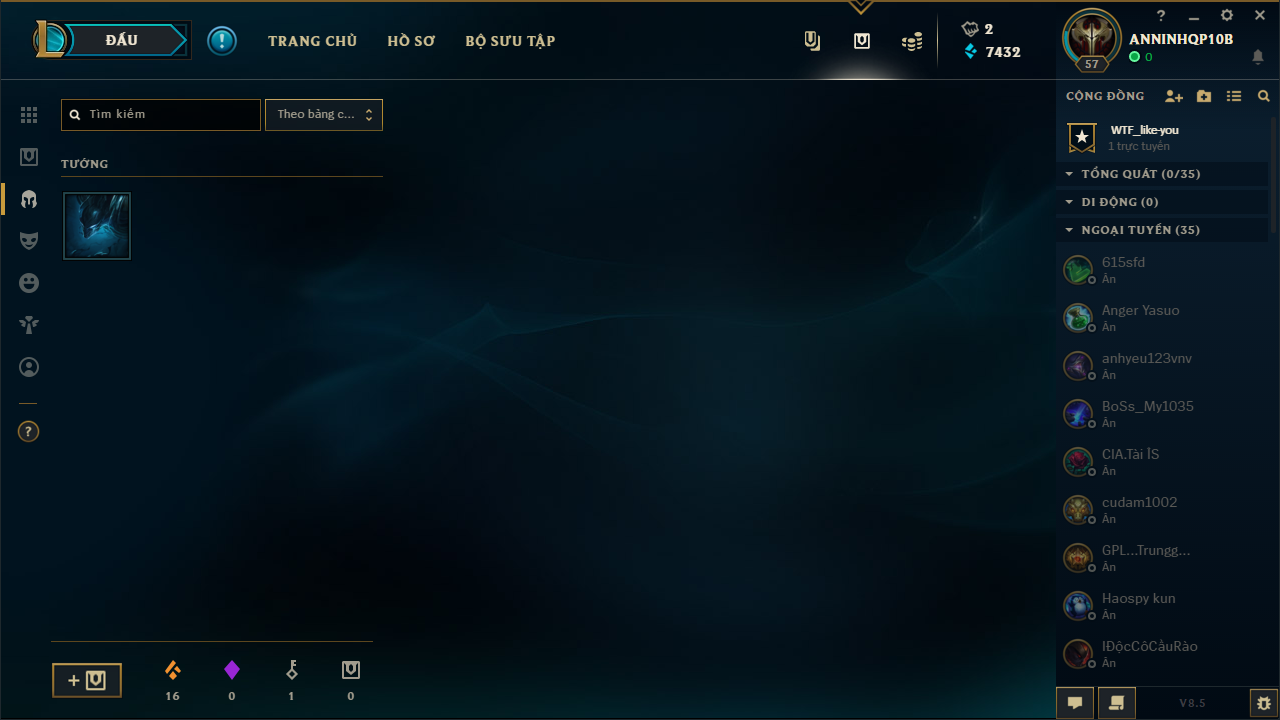 ĐẤU
TRANG CHỦ
HỒ SƠ
BỘ SƯU TẬP
2
7432
57
ANNINHQP10B
0
Tìm kiếm
Theo bảng c...
TƯỚNG
16
0
1
0
CỘNG ĐỒNG
WTF_like-you
1 trực tuyến
TỔNG QUÁT (0/35)
DI ĐỘNG (0)
NGOẠI TUYẾN (35)
615sfd
Ẩn
Anger Yasuo
Ẩn
anhyeu123vnv
Ẩn
BoSs_My1035
Ẩn
CIA.Tài lS
Ẩn
cudam1002
Ẩn
GPL...Trungg...
Ẩn
Haospy kun
Ẩn
lĐộcCôCầuRào
Ẩn
V8.5